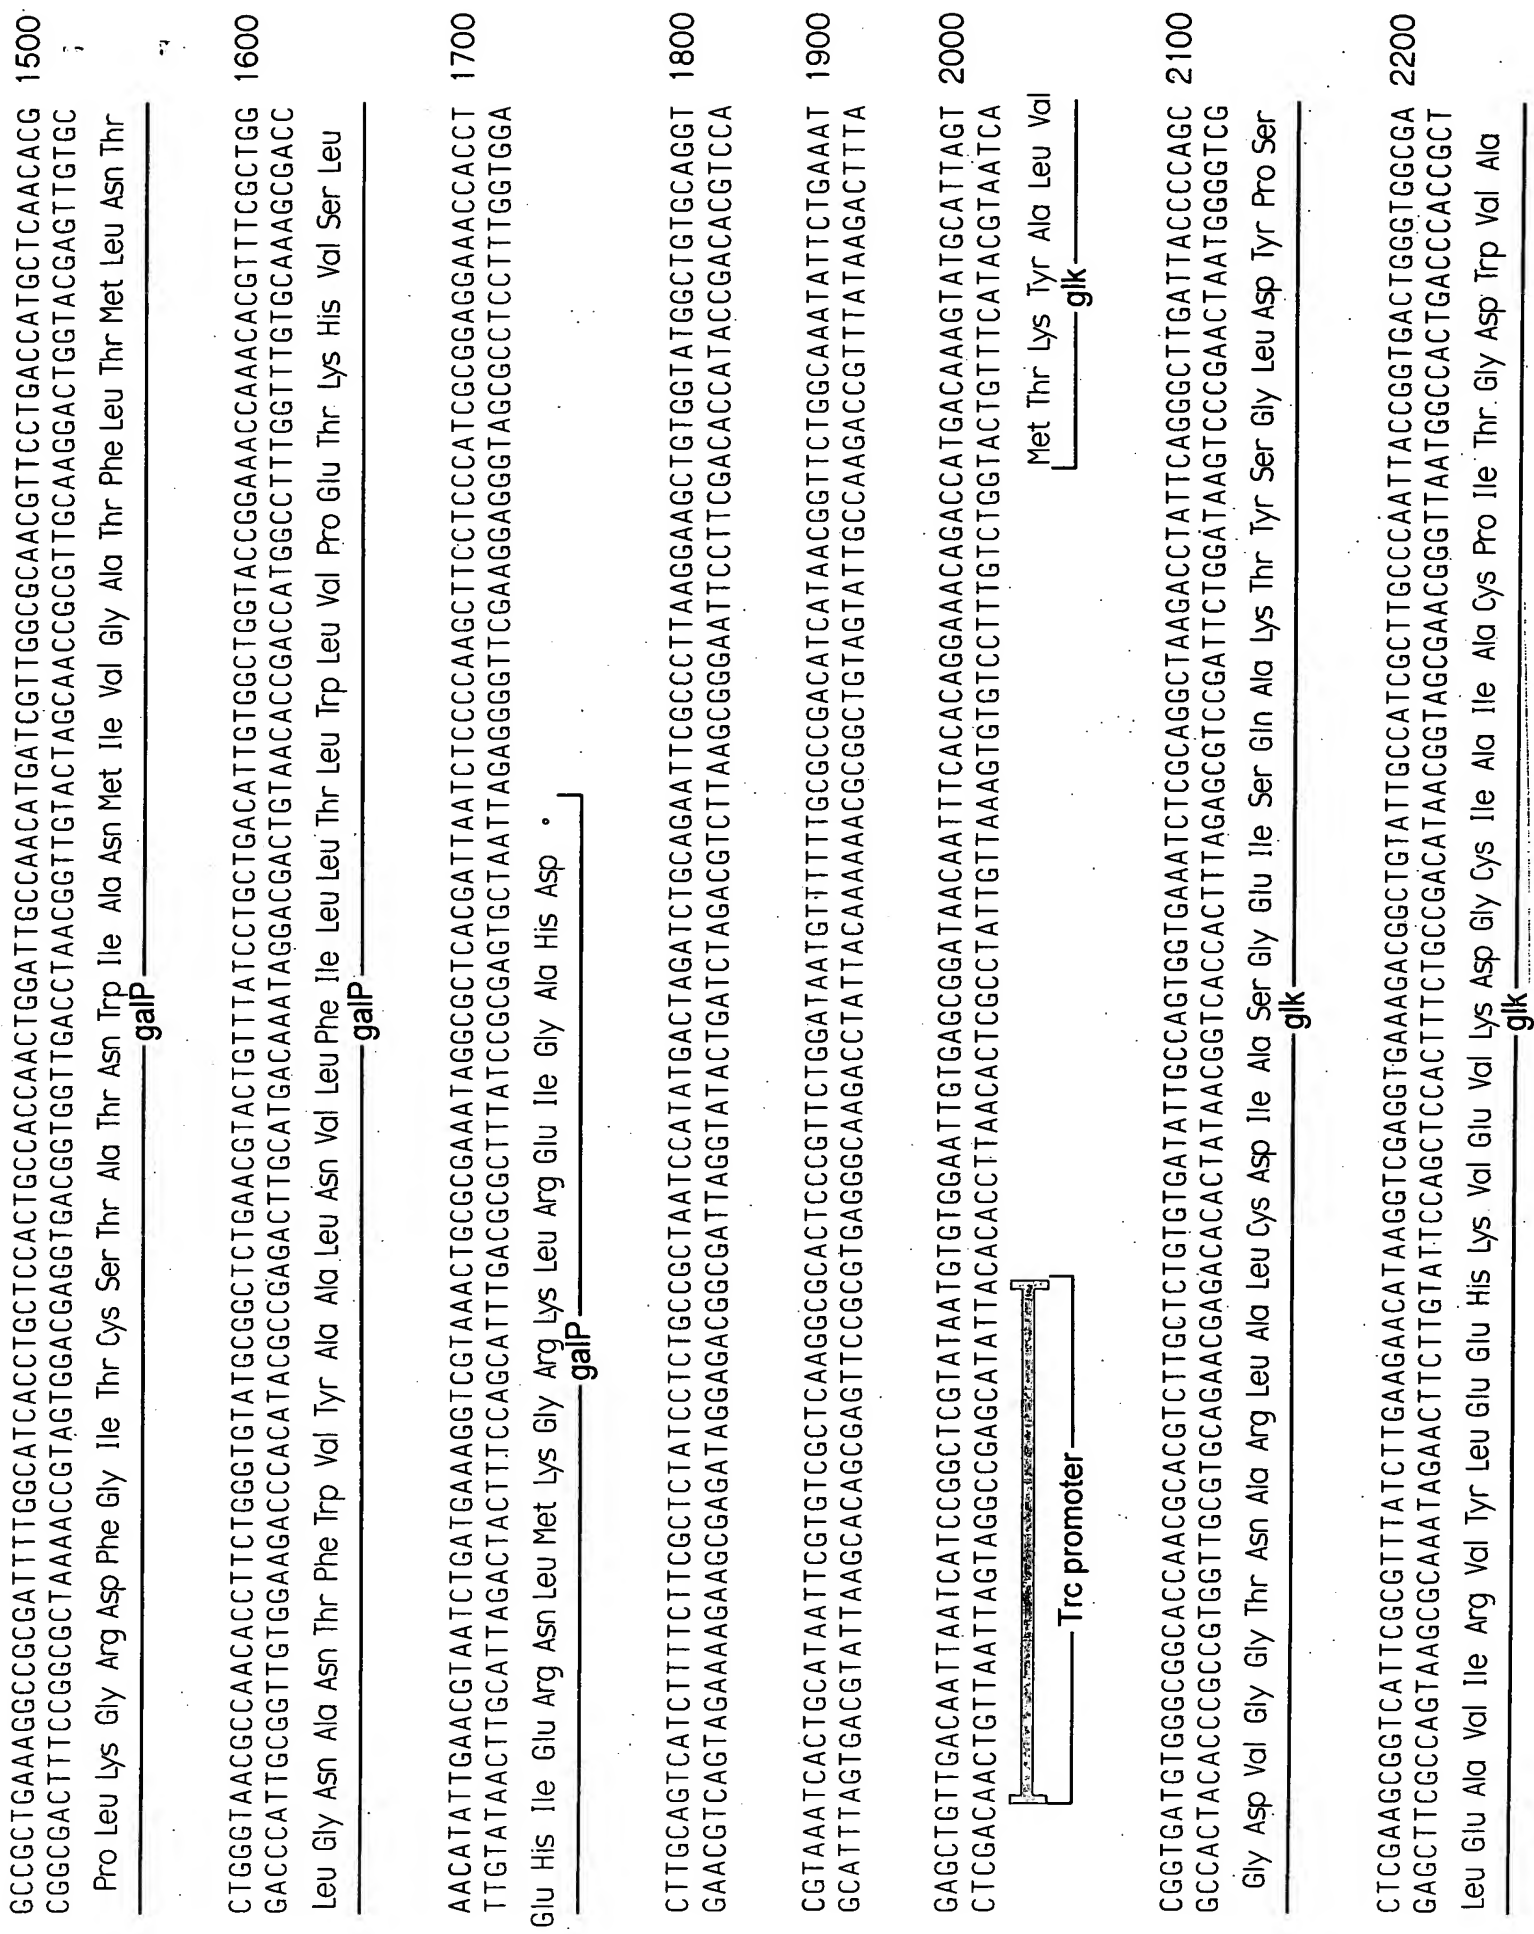 GCCGCTGAAAGGCCGCGATTTTGGCATCACCTGCTCCACTGCCACCAACTGGATTGCCAACATGATCGTTGGCGCAACGTTCCTGACCATGCTCAACACG 1500
CGGCGACTTTCCGGCGCTAAAACCGTAGTGGACGAGGTGACGGTGGTTGACCTAACGGTTGTACTAGCAACCGCGTTGCAAGGACTGGTACGAGTTGTGC
Pro Leu Lys Gly Arg Asp Phe Gly Ile Thr Cys Ser Thr Ala Thr Asn Trp Ile Ala Asn Met Ile Val Gly Ala Thr Phe Leu Thr Met Leu Asn Thr
galP
CTGGGTAACGCCAACACCTTCTGGGTGTATGCGGCTCTGAACGTACTGTTTATCCTGCTGACATTGTGGCTGGTACCGGAAACCAAACACGTTTCGCTGG 1600
GACCCATTGCGGTTGTGGAAGACCCACATACGCCGAGACTTGCATGACAAATAGGACGACTGTAACACCGACCATGGCCTTTGGTTTGTGCAAAGCGACC
Leu Gly Asn Ala Asn Thr Phe Trp Val Tyr Ala Ala Leu Asn Val Leu Phe Ile Leu Leu Thr Leu Trp Leu Val Pro Glu Thr Lys His Val Ser Leu
galP
AACATATTGAACGTAATCTGATGAAAGGTCGTAAACTGCGCGAAATAGGCGCTCACGATTAATCTCCCCAAGCTTCCTCCCATCGCGGAGGAAACCACCT 1700
TTGTATAACTTGCATTAGACTACTTTCCAGCATTTGACGCGCTTTATCCGCGAGTGCTAATTAGAGGGGTTCGAAGGAGGGTAGCGCCTCCTTTGGTGGA
Glu His Ile Glu Arg Asn Leu Met Lys Gly Arg Lys Leu Arg Glu Ile Gly Ala His Asp °
galP
CTTGCAGTCATCTTTTCTTCGCTCTATCCTCTGCCGCTAATCCATATGACTAGATCTGCAGAATTCGCCCTTAAGGAAGCTGTGGTATGGCTGTGCAGGT 1800
GAACGTCAGTAGAAAAGAAGCGAGATAGGAGACGGCGATTAGGTATACTGATCTAGACGTCTTAAGCGGGAATTCCTTCGACACCATACCGACACGTCCA
CGTAAATCACTGCATAATTCGTGTCGCTCAAGGCGCACTCCCGTTCTGGATAATGTTTTTTGCGCCGACATCATAACGGTTCTGGCAAATATTCTGAAAT 1900
GCATTTAGTGACGTATTAAGCACAGCGAGTTCCGCGTGAGGGCAAGACCTATTACAAAAAACGCGGCTGTAGTATTGCCAAGACCGTTTATAAGACTTTA
GAGCTGTTGACAATTAATCATCCGGCTCGTATAATGTGTGGAATTGTGAGCGGATAACAATTTCACACAGGAAACAGACCATGACAAAGTATGCATTAGT 2000
CTCGACAACTGTTAATTAGTAGGCCGAGCATATTACACACCTTAACACTCGCCTATTGTTAAAGTGTGTCCTTTGTCTGGTACTGTTTCATACGTAATCA
Met Thr Lys Tyr Ala Leu Val
Trc promoter glk
CGGTGATGTGGGCGGCACCAACGCACGTCTTGCTCTGTGTGATATTGCCAGTGGTGAAATCTCGCAGGCTAAGACCTATTCAGGGCTTGATTACCCCAGC 2100
GCCACTACACCCGCCGTGGTTGCGTGCAGAACGAGACACACTATAACGGTCACCACTTTAGAGCGTCCGATTCTGGATAAGTCCCGAACTAATGGGGTCG
Gly Asp Val Gly Gly Thr Asn Ala Arg Leu Ala Leu Cys Asp Ile Ala Ser Gly Glu Ile Ser Gln Ala Lys Thr Tyr Ser Gly Leu Asp Tyr Pro Ser
glk
CTCGAAGCGGTCATTCGCGTTTATCTTGAAGAACATAAGGTCGAGGTGAAAGACGGCTGTATTGCCATCGCTTGCCCAATTACCGGTGACTGGGTGGCGA 2200
GAGCTTCGCCAGTAAGCGCAAATAGAACTTCTTGTATTCCAGCTCCACTTTCTGCCGACATAACGGTAGCGAACGGGTTAATGGCCACTGACCCACCGCT
Leu Glu Ala Val Ile Arg Val Tyr Leu Glu Glu His Lys Val Glu Val Lys Asp Gly Cys Ile Ala Ile Ala Cys Pro Ile Thr Gly Asp Trp Val Ala
glk